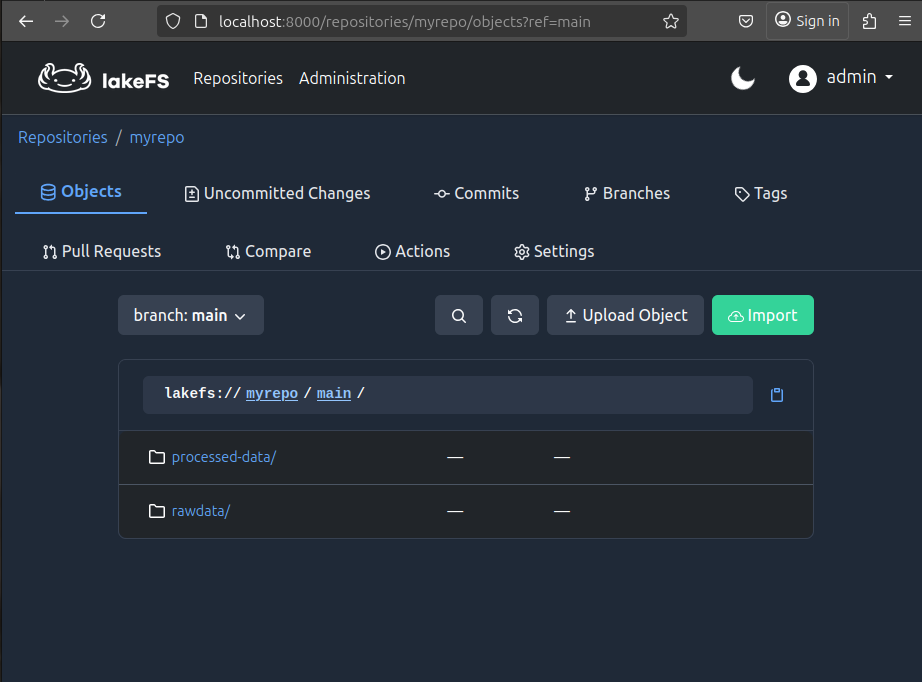 localhost:8000/repositories/myrepo/objects?ref=main Sign in
lakeFS Repositories Administration admin
Repositories / myrepo
Objects Uncommitted Changes Commits Branches Tags
Pull Requests Compare Actions Settings
branch: main Upload Object Import
lakefs:// myrepo / main /
processed-data/ — —
rawdata/ — —